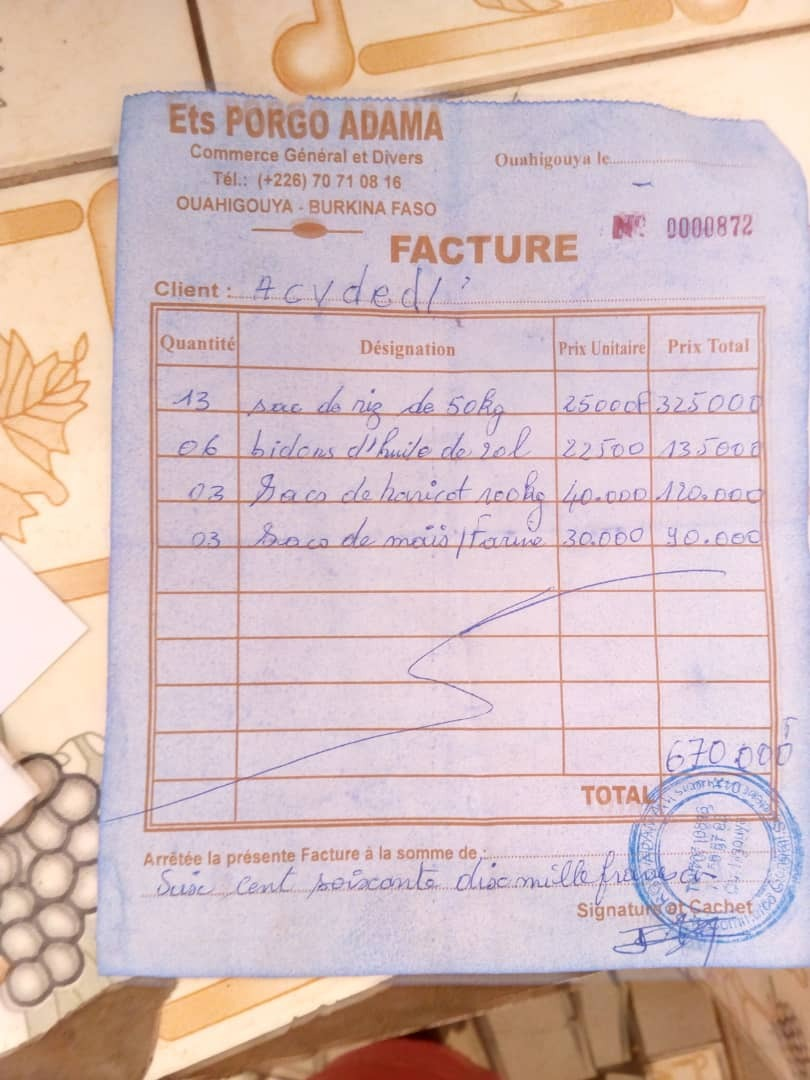 Ets PORGO ADAMA
Commerce Général et Divers
Tél.: (+226) 70 71 08 16
OUAHIGOUYA - BURKINA FASO
Ouahigouya le
N° 0000872
FACTURE
Client : Acvdedi
Quantité Désignation Prix Unitaire Prix Total
13 sac de riz de 50kg 25000F 325000
06 bidons d'huile de 20l 22500 135000
03 Sacs de haricot 100kg 40.000 120.000
03 Sacs de maïs/Farine 30.000 90.000
670.000F
TOTAL
Arrêtée la présente Facture à la somme de :
Six cent soixante dix mille francs
Signature et Cachet